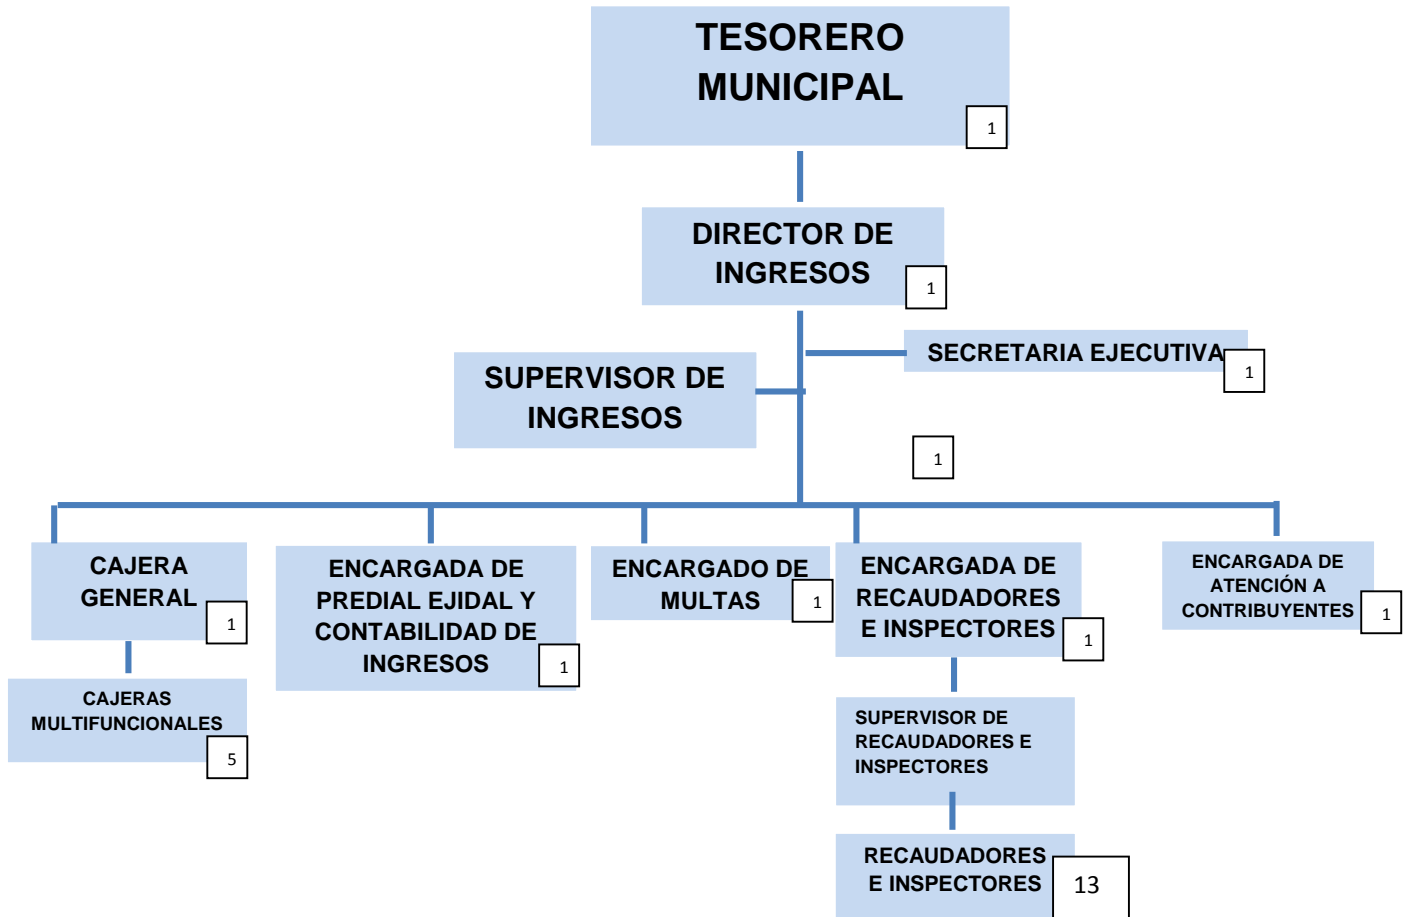 TESORERO
MUNICIPAL
1
DIRECTOR DE
INGRESOS
1
SECRETARIA EJECUTIVA
1
SUPERVISOR DE
INGRESOS
1
CAJERA
GENERAL
1
ENCARGADA DE
PREDIAL EJIDAL Y
CONTABILIDAD DE
INGRESOS
1
ENCARGADO DE
MULTAS
1
ENCARGADA DE
RECAUDADORES
E INSPECTORES
1
ENCARGADA DE
ATENCIÓN A
CONTRIBUYENTES
1
CAJERAS
MULTIFUNCIONALES
5
SUPERVISOR DE
RECAUDADORES E
INSPECTORES
RECAUDADORES
E INSPECTORES
13